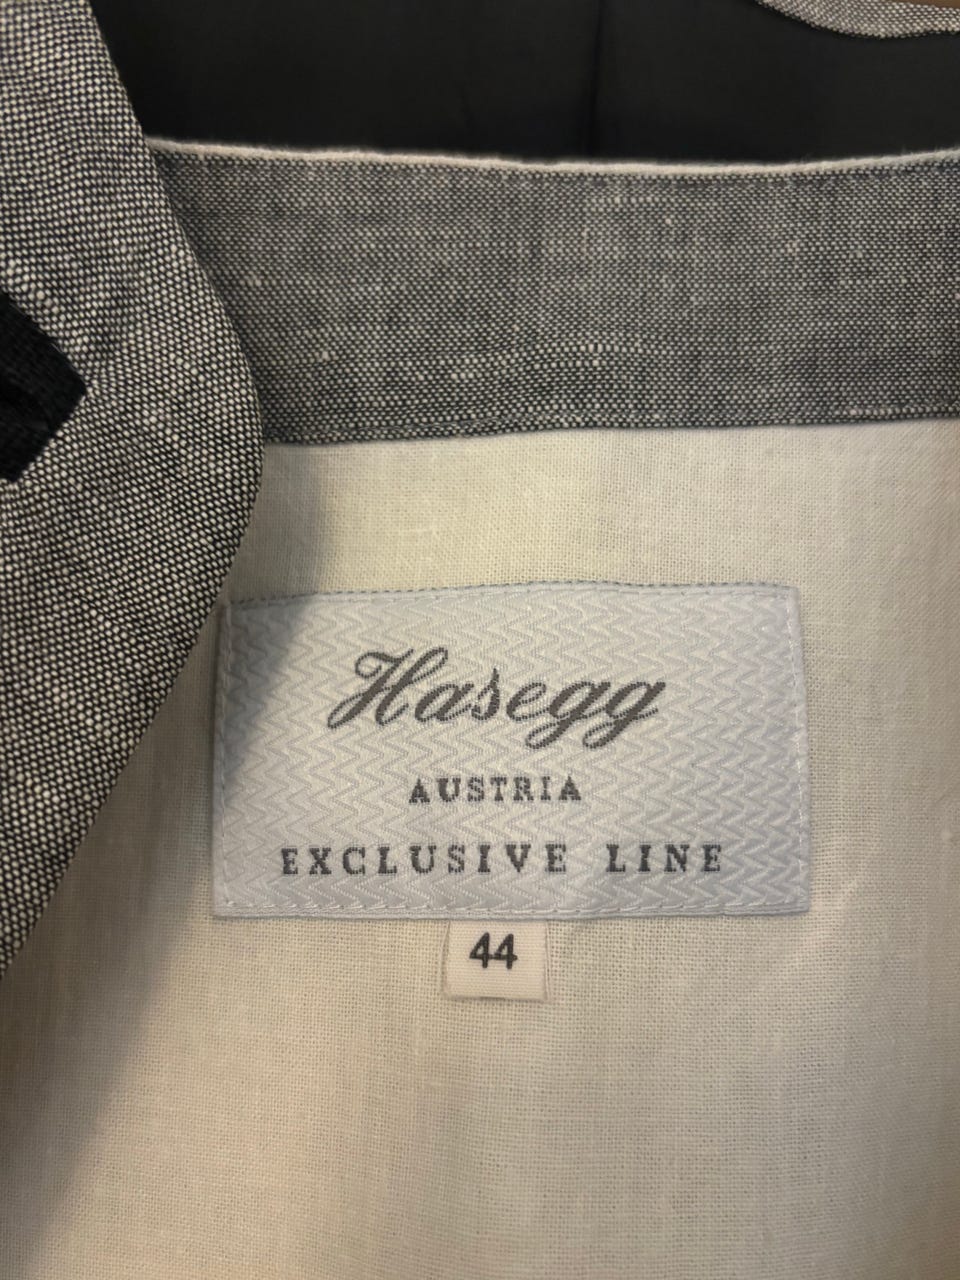 Hasegg
AUSTRIA
EXCLUSIVE LINE
44